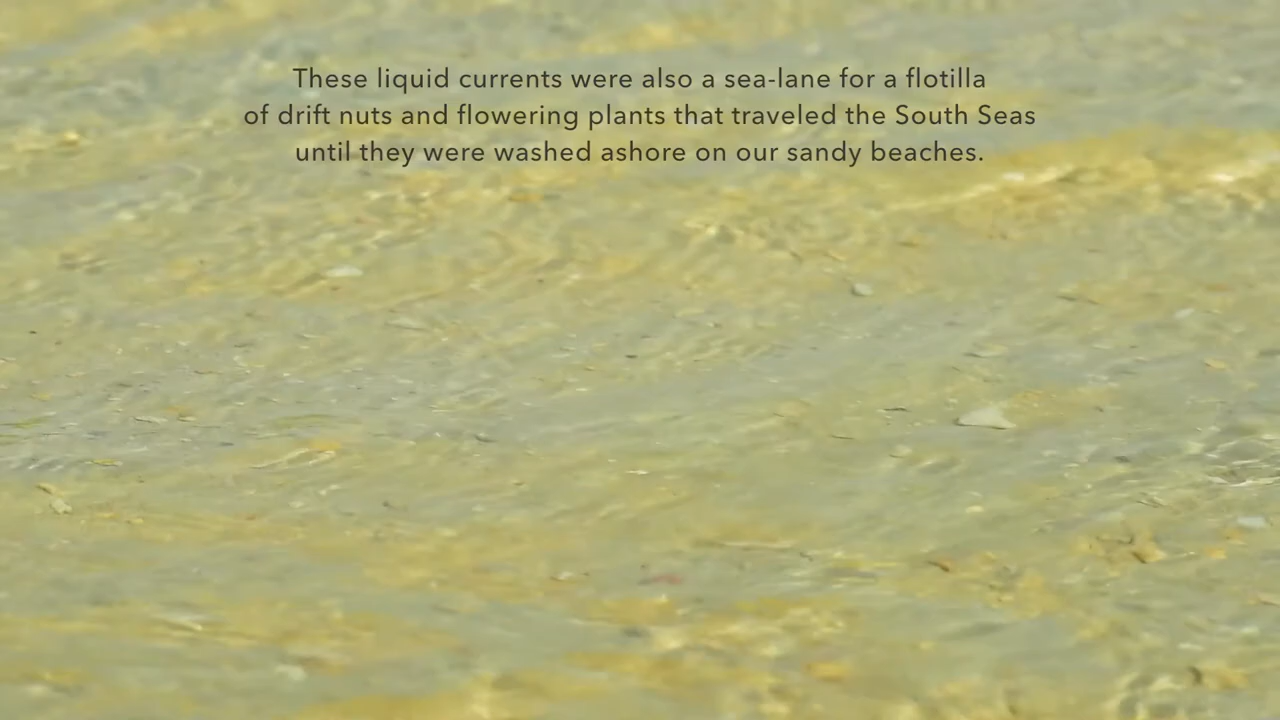 These liquid currents were also a sea-lane for a flotilla
of drift nuts and flowering plants that traveled the South Seas
until they were washed ashore on our sandy beaches.